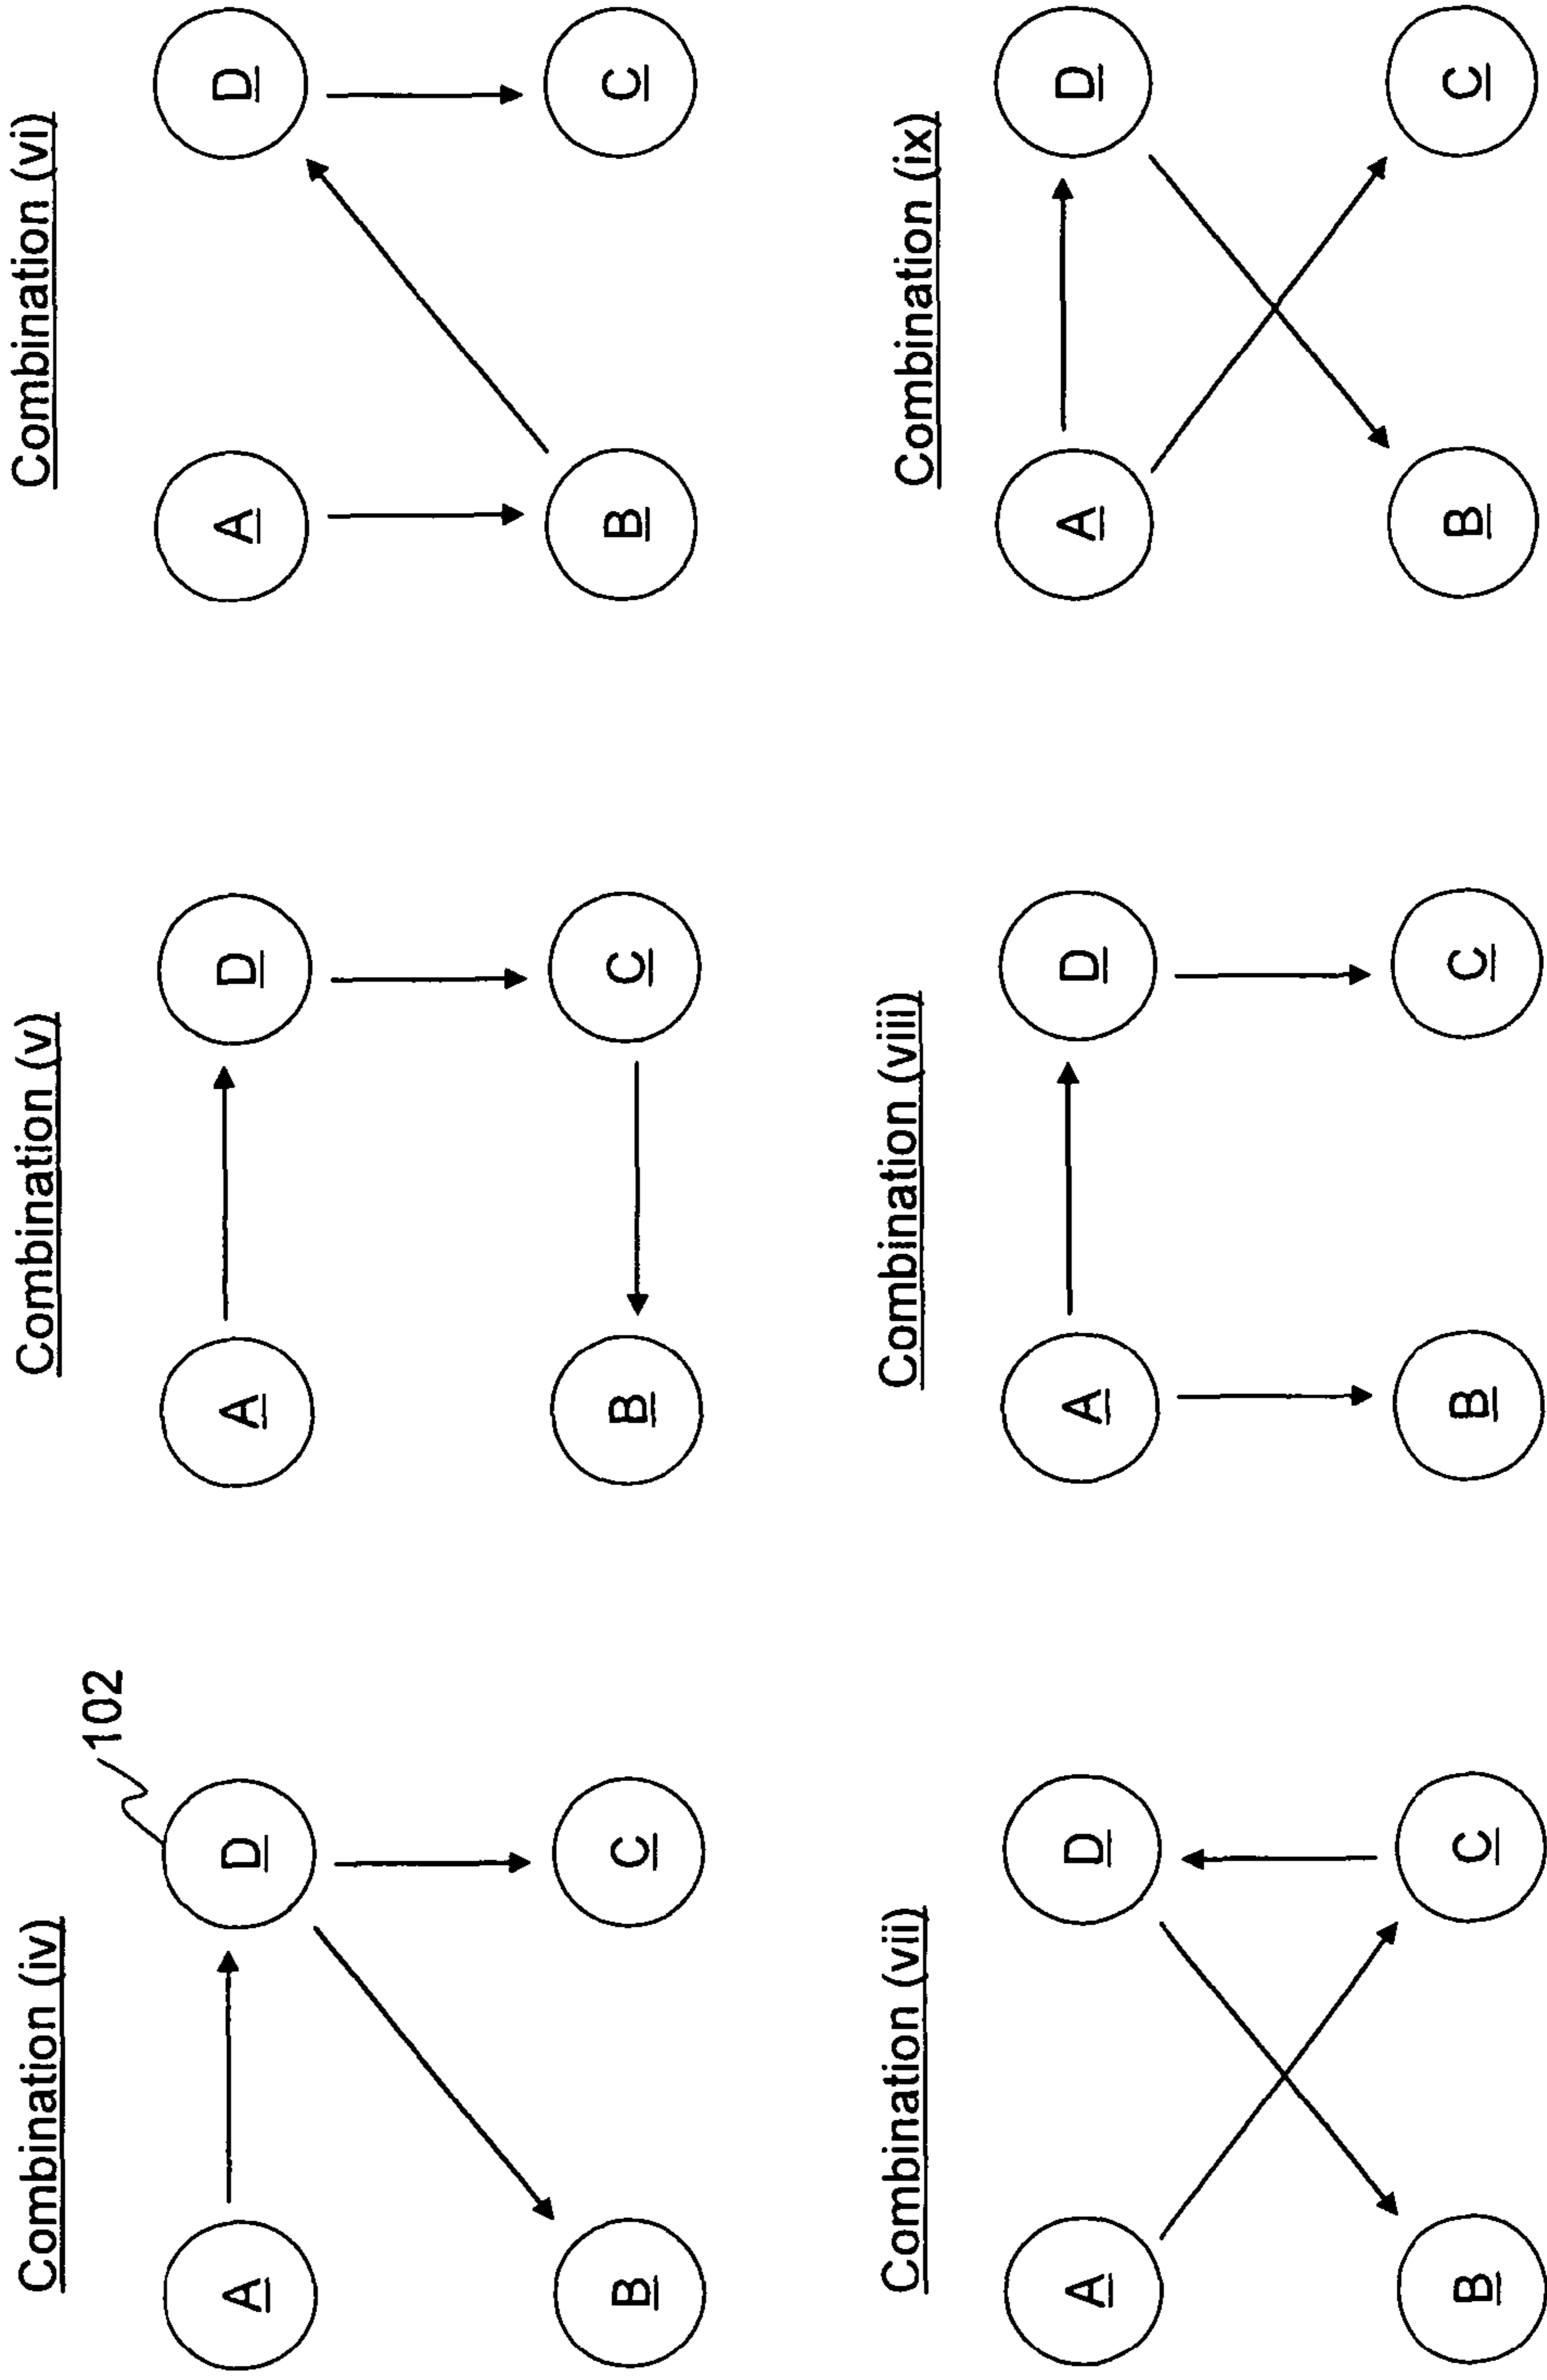 Combination (iv)
102
A
D
B
C
Combination (v)
A
D
B
C
Combination (vi)
A
D
B
C
Combination (vii)
A
D
B
C
Combination (viii)
A
D
B
C
Combination (ix)
A
D
B
C